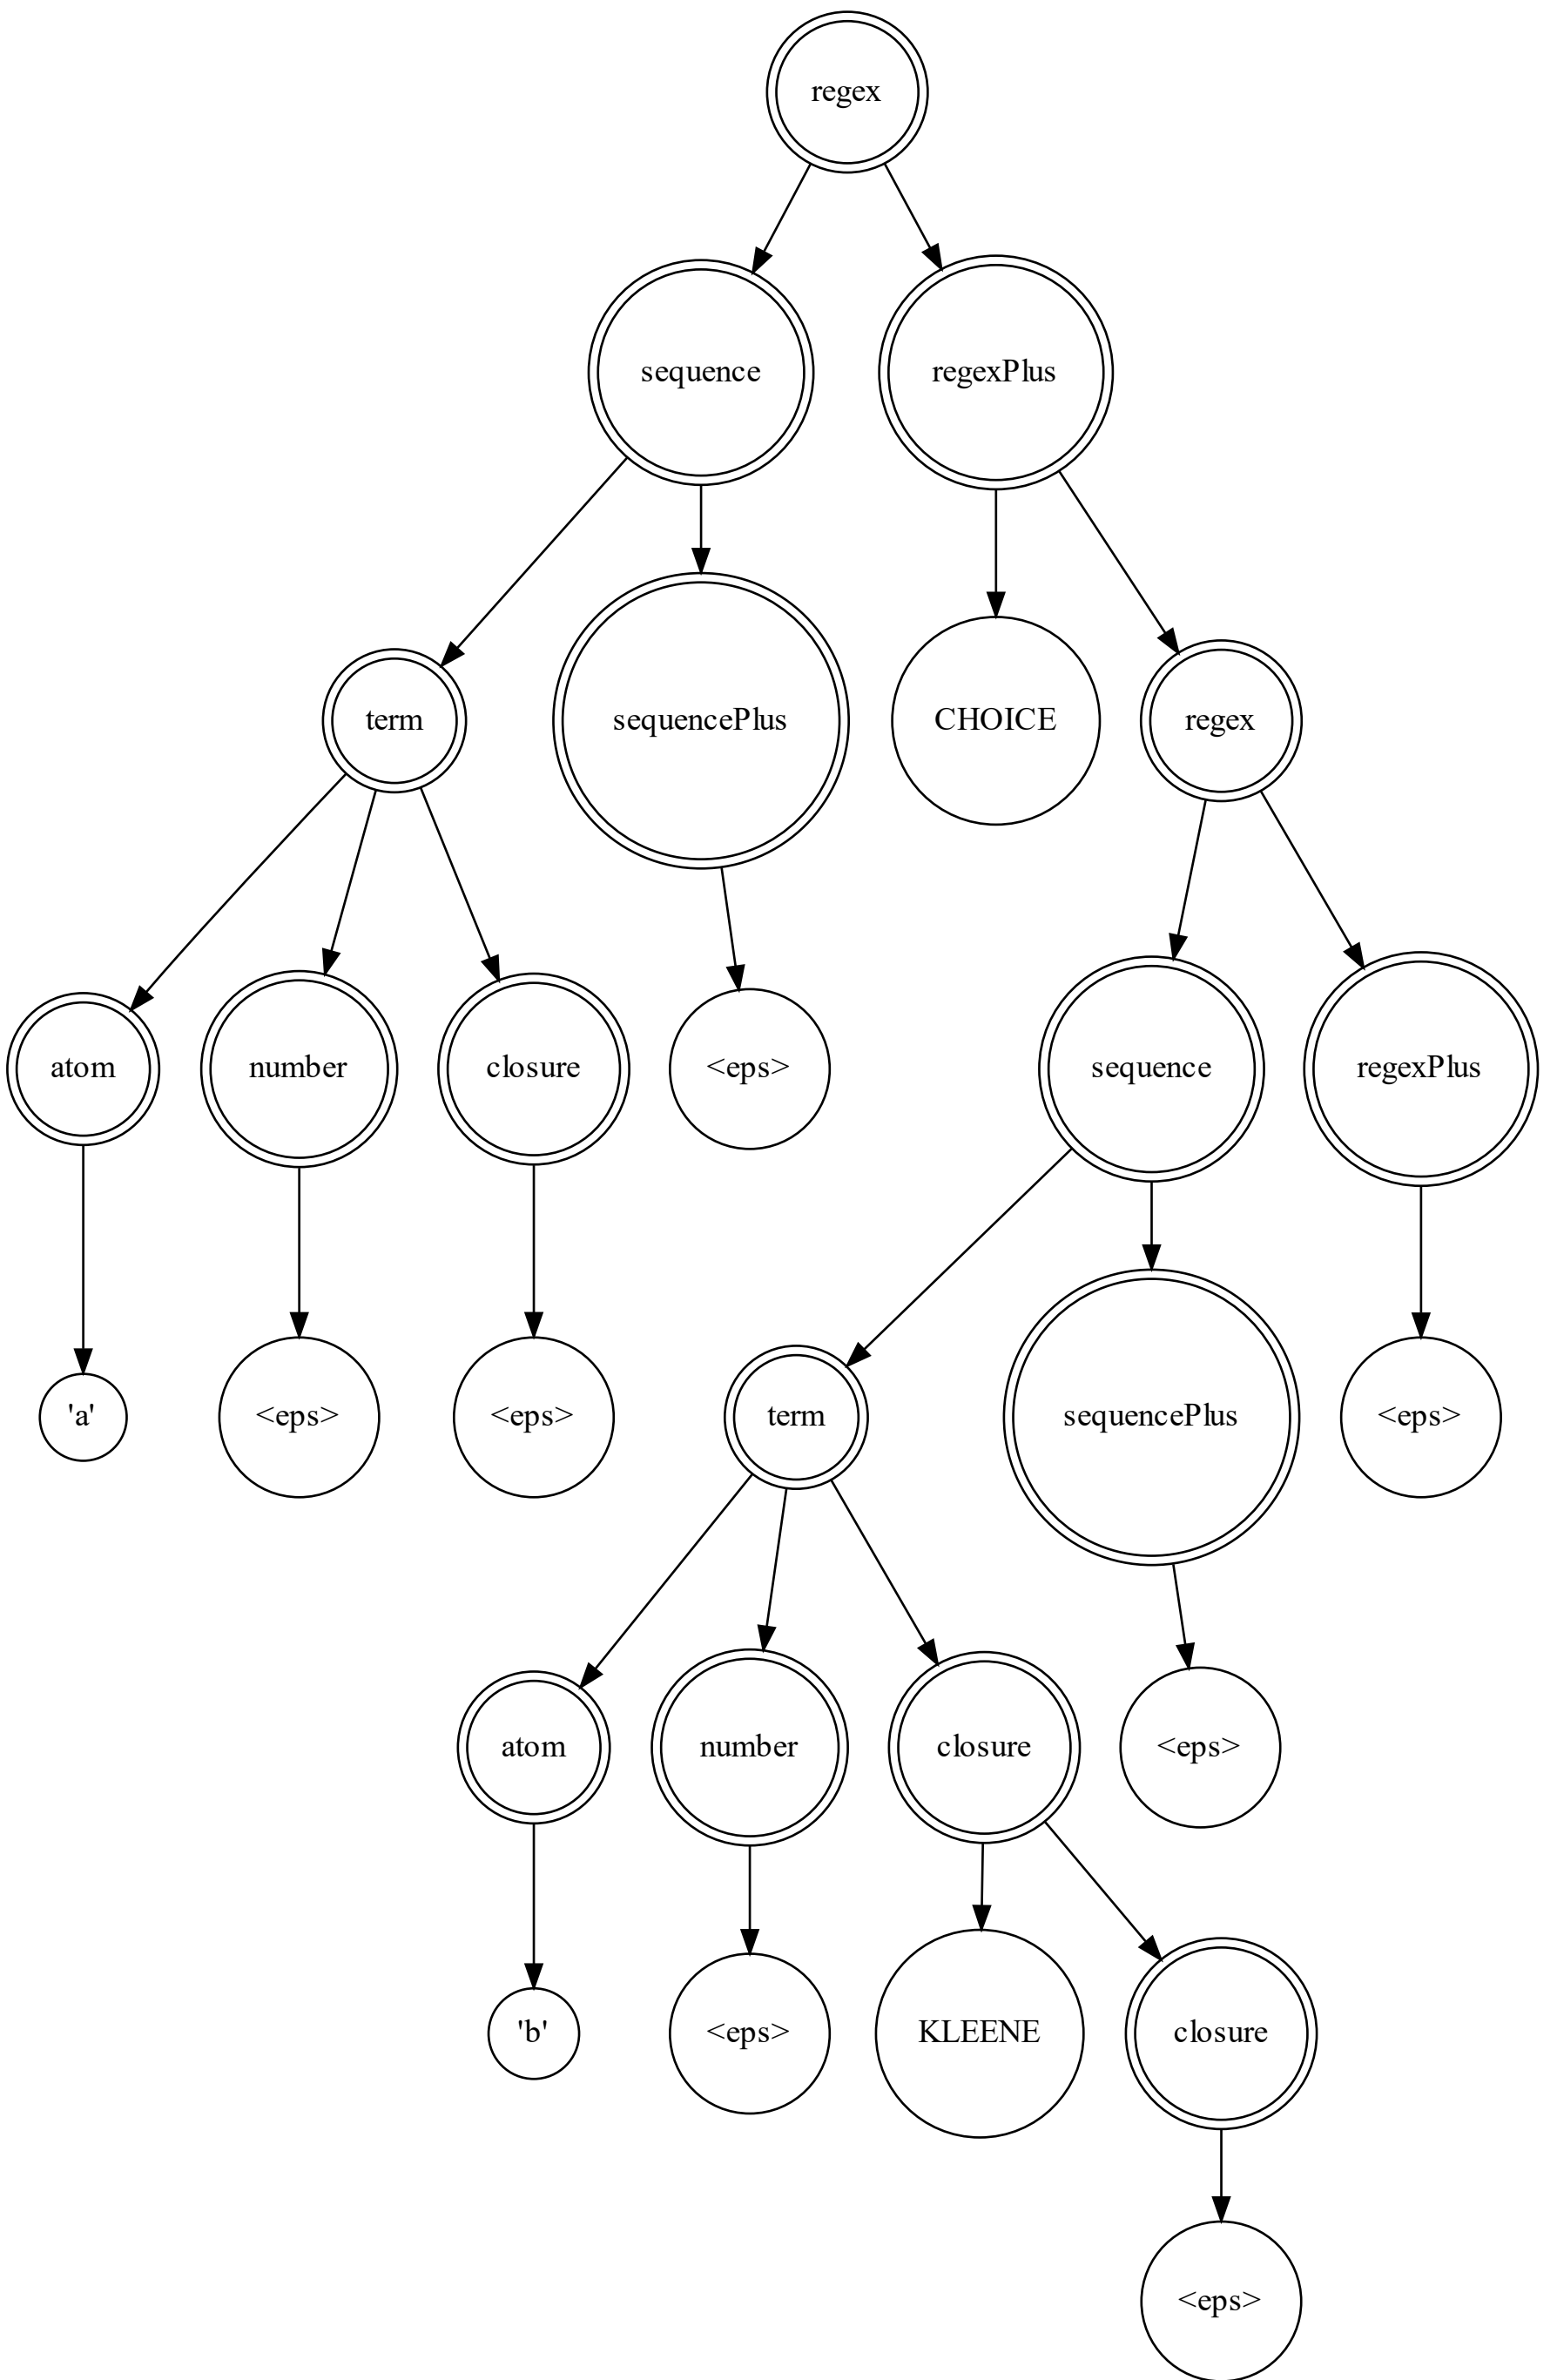 regex
sequence
regexPlus
term
sequencePlus
CHOICE
regex
atom
number
closure
<eps>
sequence
regexPlus
'a'
<eps>
<eps>
term
sequencePlus
<eps>
atom
number
closure
<eps>
'b'
<eps>
KLEENE
closure
<eps>